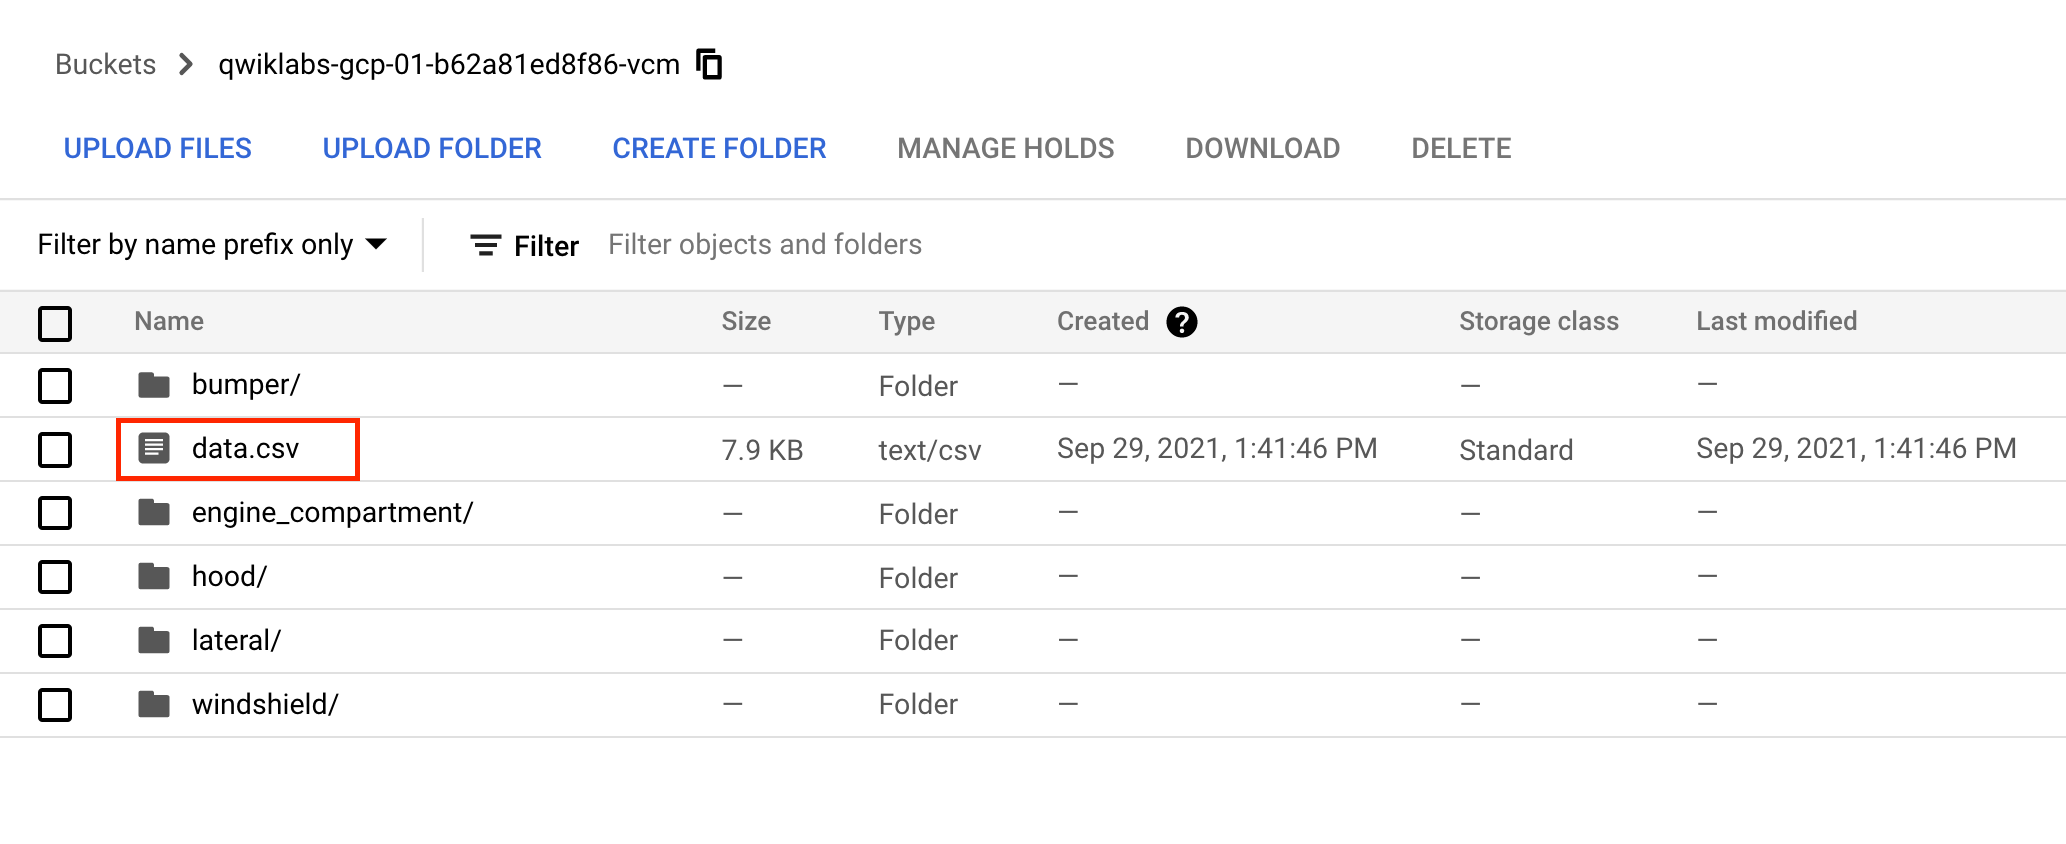 Buckets > qwiklabs-gcp-01-b62a81ed8f86-vcm
UPLOAD FILES UPLOAD FOLDER CREATE FOLDER MANAGE HOLDS DOWNLOAD DELETE
Filter by name prefix only Filter Filter objects and folders
Name Size Type Created ? Storage class Last modified
bumper/ — Folder — — —
data.csv 7.9 KB text/csv Sep 29, 2021, 1:41:46 PM Standard Sep 29, 2021, 1:41:46 PM
engine_compartment/ — Folder — — —
hood/ — Folder — — —
lateral/ — Folder — — —
windshield/ — Folder — — —